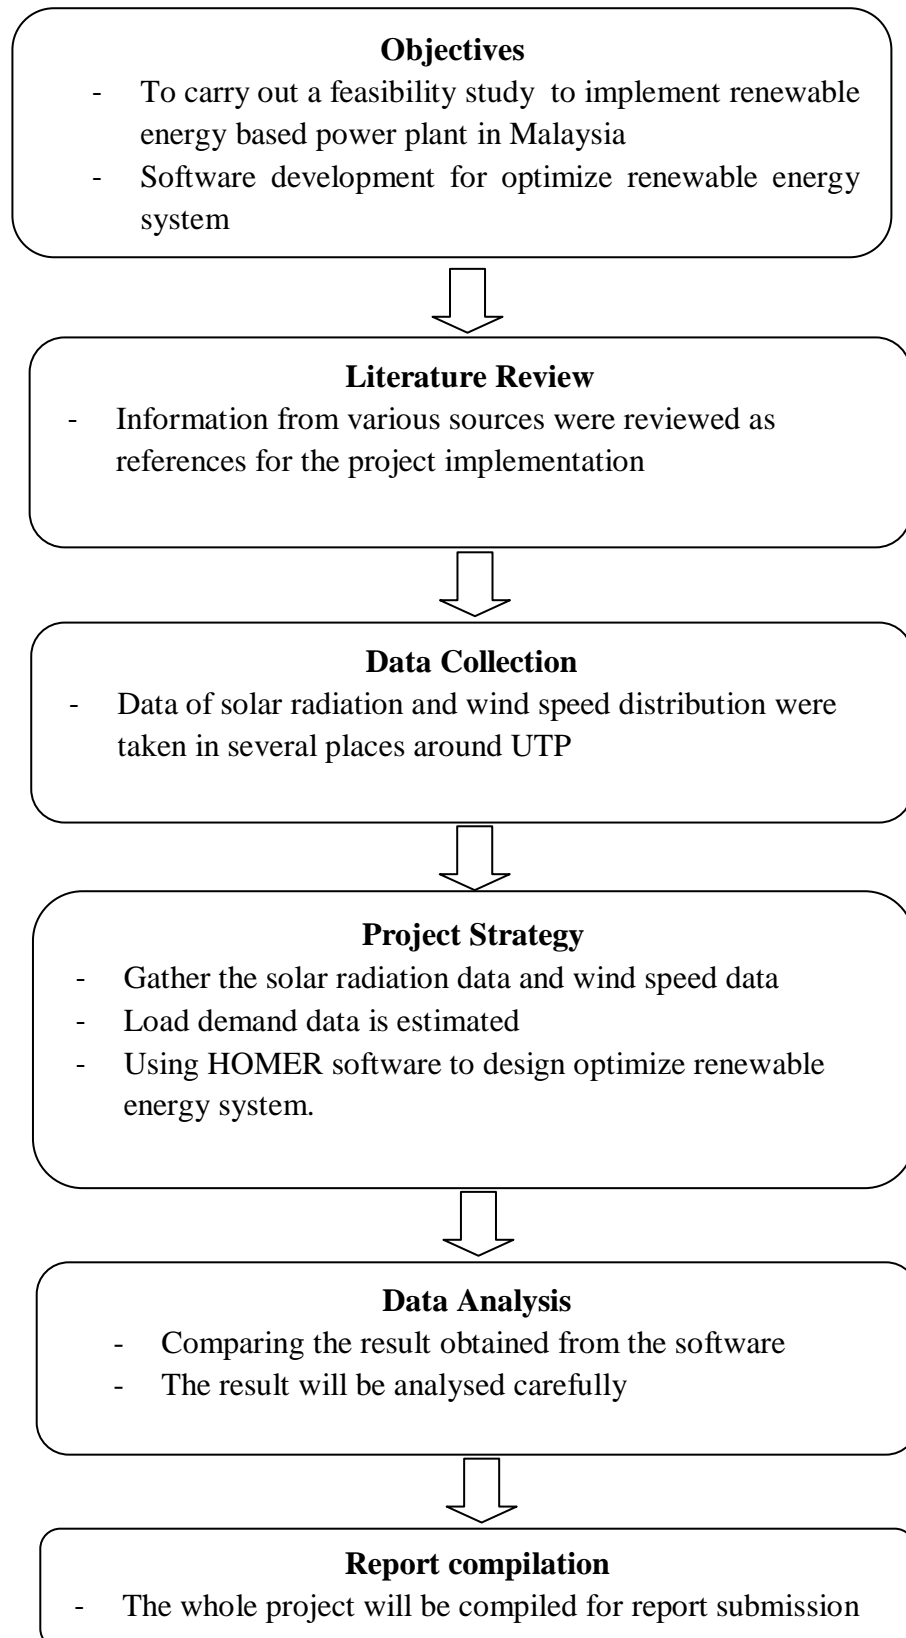 Objectives
- To carry out a feasibility study to implement renewable
energy based power plant in Malaysia
- Software development for optimize renewable energy
system
Literature Review
- Information from various sources were reviewed as
references for the project implementation
Data Collection
- Data of solar radiation and wind speed distribution were
taken in several places around UTP
Project Strategy
- Gather the solar radiation data and wind speed data
- Load demand data is estimated
- Using HOMER software to design optimize renewable
energy system.
Data Analysis
- Comparing the result obtained from the software
- The result will be analysed carefully
Report compilation
- The whole project will be compiled for report submission